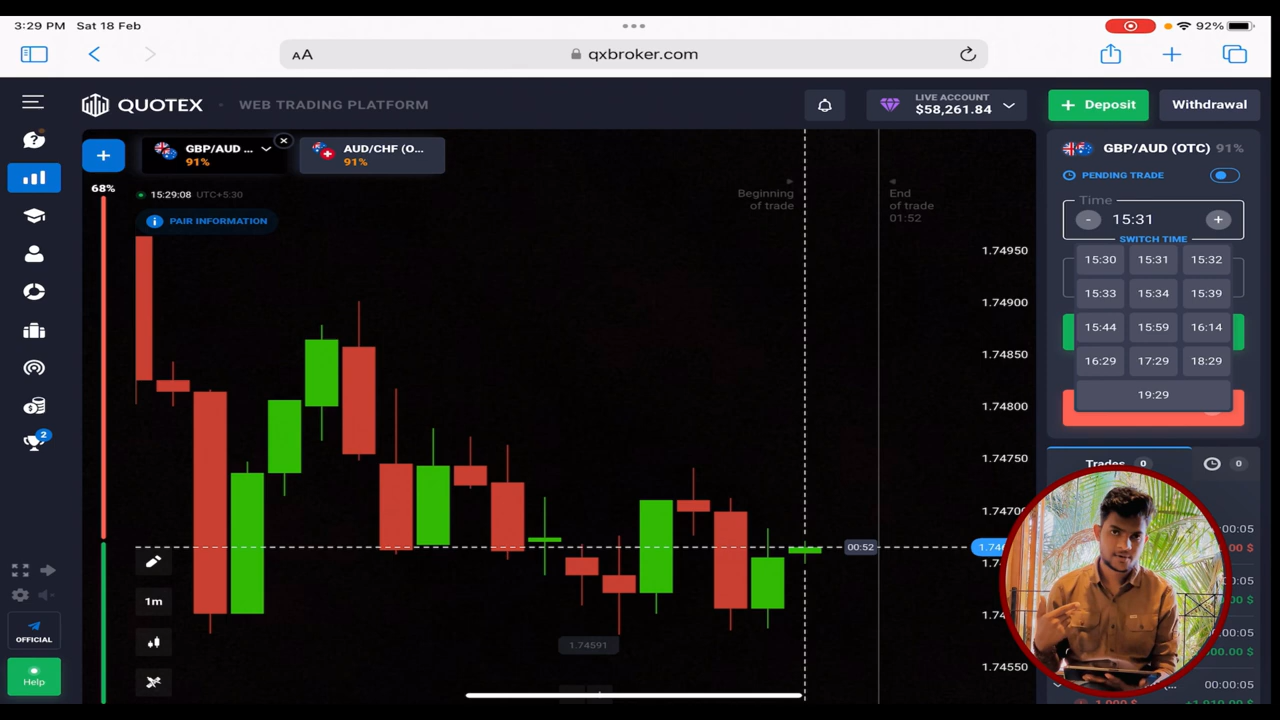 3:29 PM Sat 18 Feb
92%
AA
qxbroker.com
QUOTEX
WEB TRADING PLATFORM
LIVE ACCOUNT
$58,261.84
+ Deposit
Withdrawal
GBP/AUD ...
91%
AUD/CHF (O...
91%
GBP/AUD (OTC) 91%
68%
15:29:08 UTC+5:30
PAIR INFORMATION
Beginning
of trade
End
of trade
01:52
PENDING TRADE
Time
- 15:31 +
SWITCH TIME
15:30 15:31 15:32
15:33 15:34 15:39
15:44 15:59 16:14
16:29 17:29 18:29
19:29
1.74950
1.74900
1.74850
1.74800
1.74750
1.74700
1.74550
00:52
1.74591
1m
2
OFFICIAL
Help
Trades 0
0
00:00:05
00:00:05